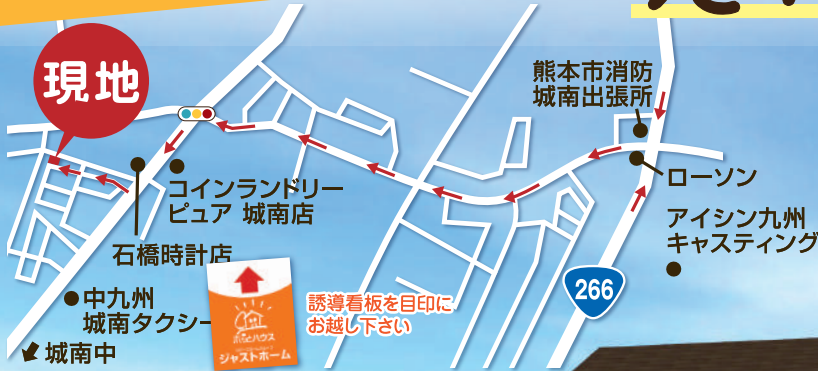 現地
熊本市消防
城南出張所
ローソン
コインランドリー
ピュア 城南店
アイシン九州
キャスティング
石橋時計店
中九州
城南タクシー
266
誘導看板を目印に
お越し下さい
ハウス
ジャストホーム
城南中